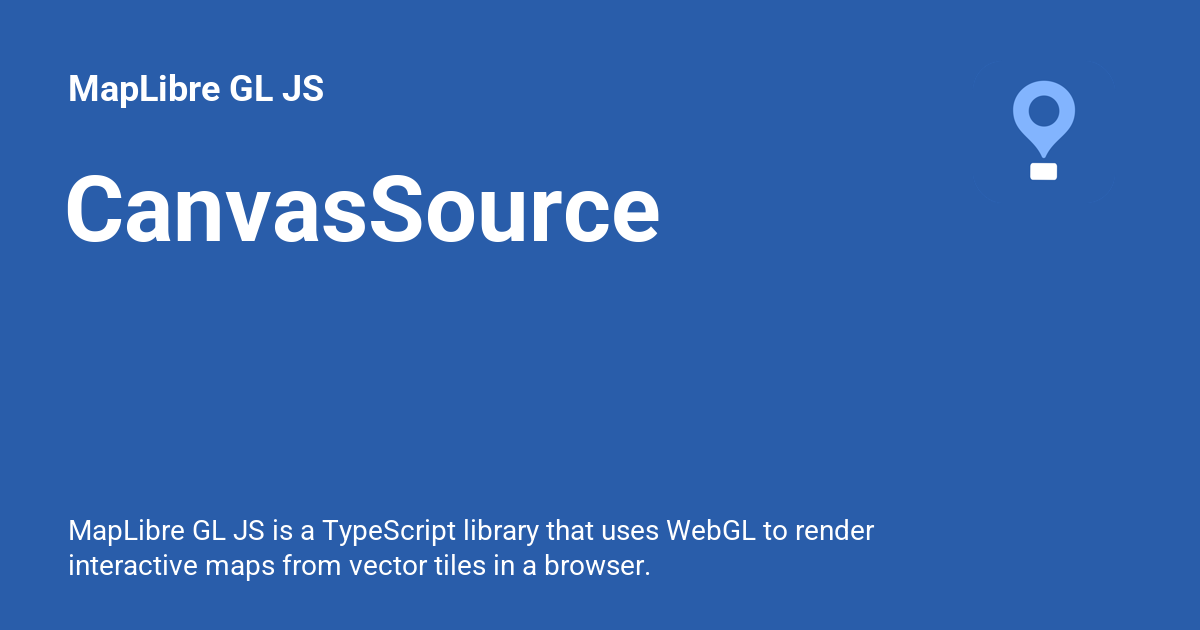 MapLibre GL JS
CanvasSource
MapLibre GL JS is a TypeScript library that uses WebGL to render
interactive maps from vector tiles in a browser.